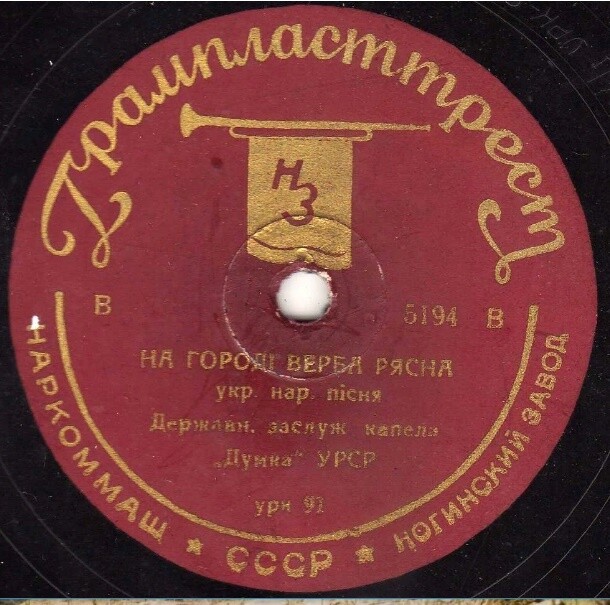 Грампласттрест
НЗ
В 5194 В
НА ГОРОДІ ВЕРБА РЯСНА
укр. нар. пісня
Державн. заслуж. капела
„Думка" УРСР
урн 91
НАРКОММАШ ★ СССР ★ НОГИНСКИЙ ЗАВОД